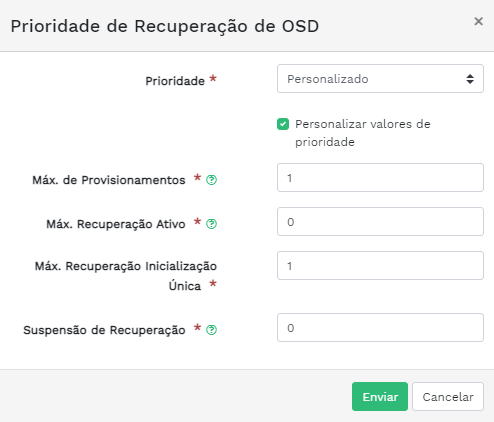 Prioridade de Recuperação de OSD ×
Prioridade * Personalizado
Personalizar valores de
prioridade
Máx. de Provisionamentos * ? 1
Máx. Recuperação Ativo * ? 0
Máx. Recuperação Inicialização
Única * 1
Suspensão de Recuperação * ? 0
Enviar Cancelar